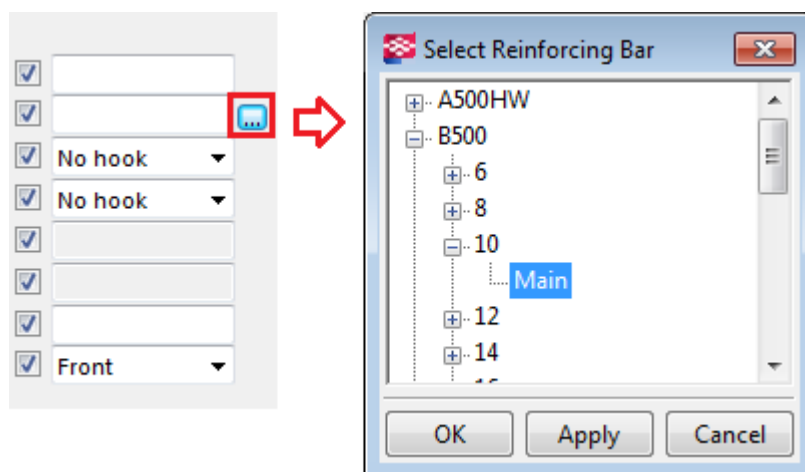 ...
No hook
No hook
Front
Select Reinforcing Bar
A500HW
B500
6
8
10
Main
12
14
OK
Apply
Cancel